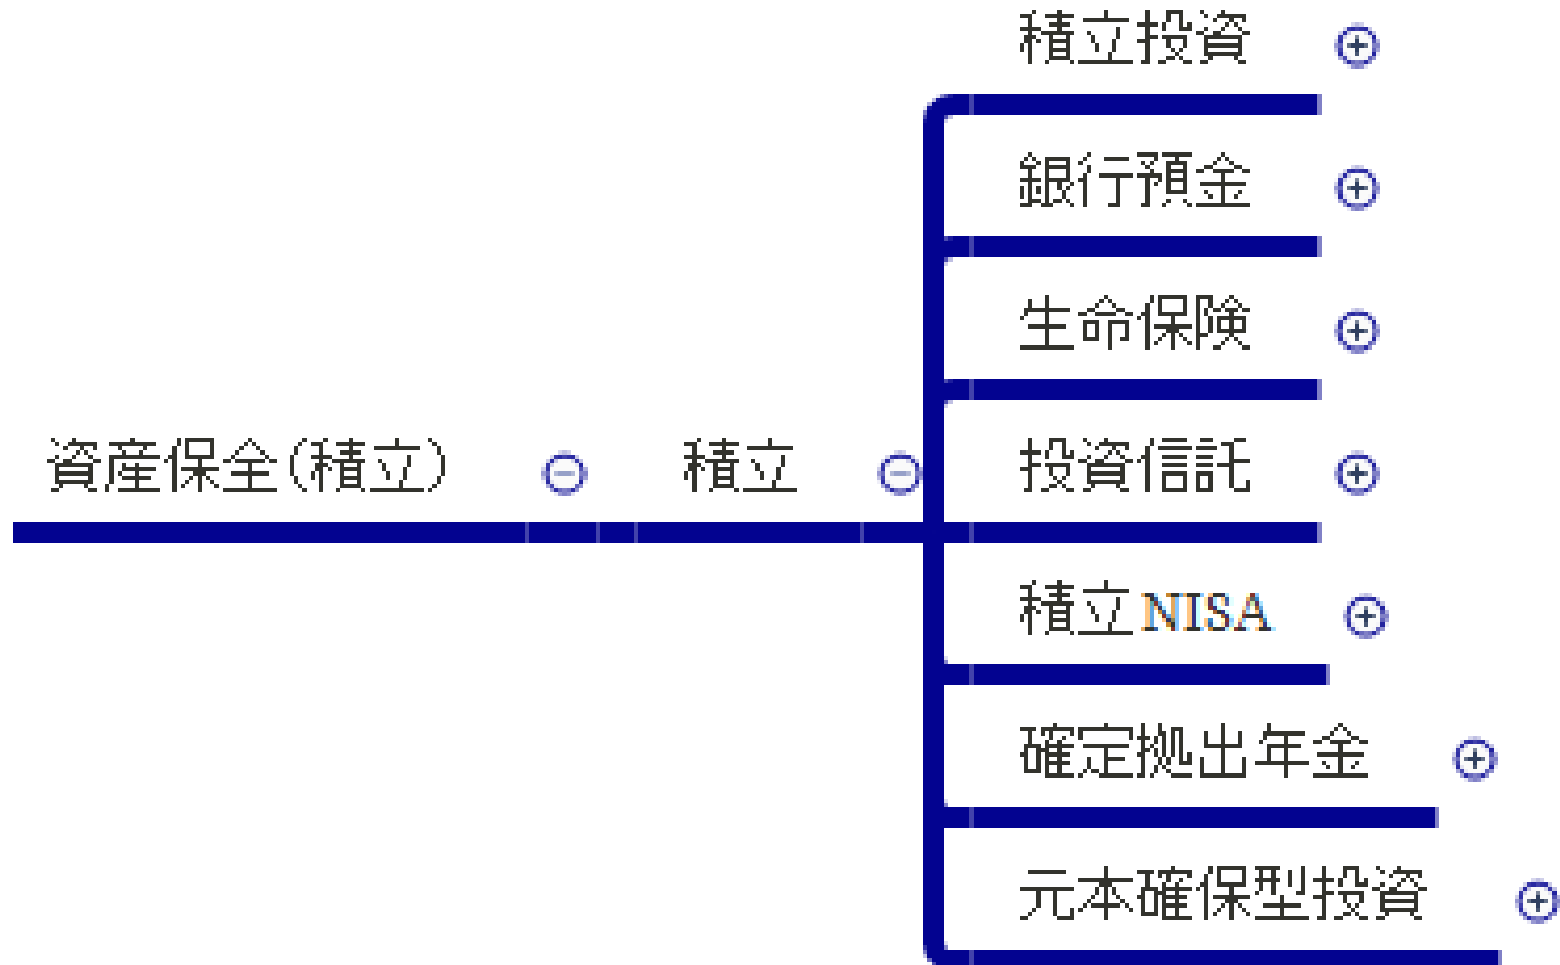 資産保全(積立)
積立
積立投資
銀行預金
生命保険
投資信託
積立NISA
確定拠出年金
元本確保型投資